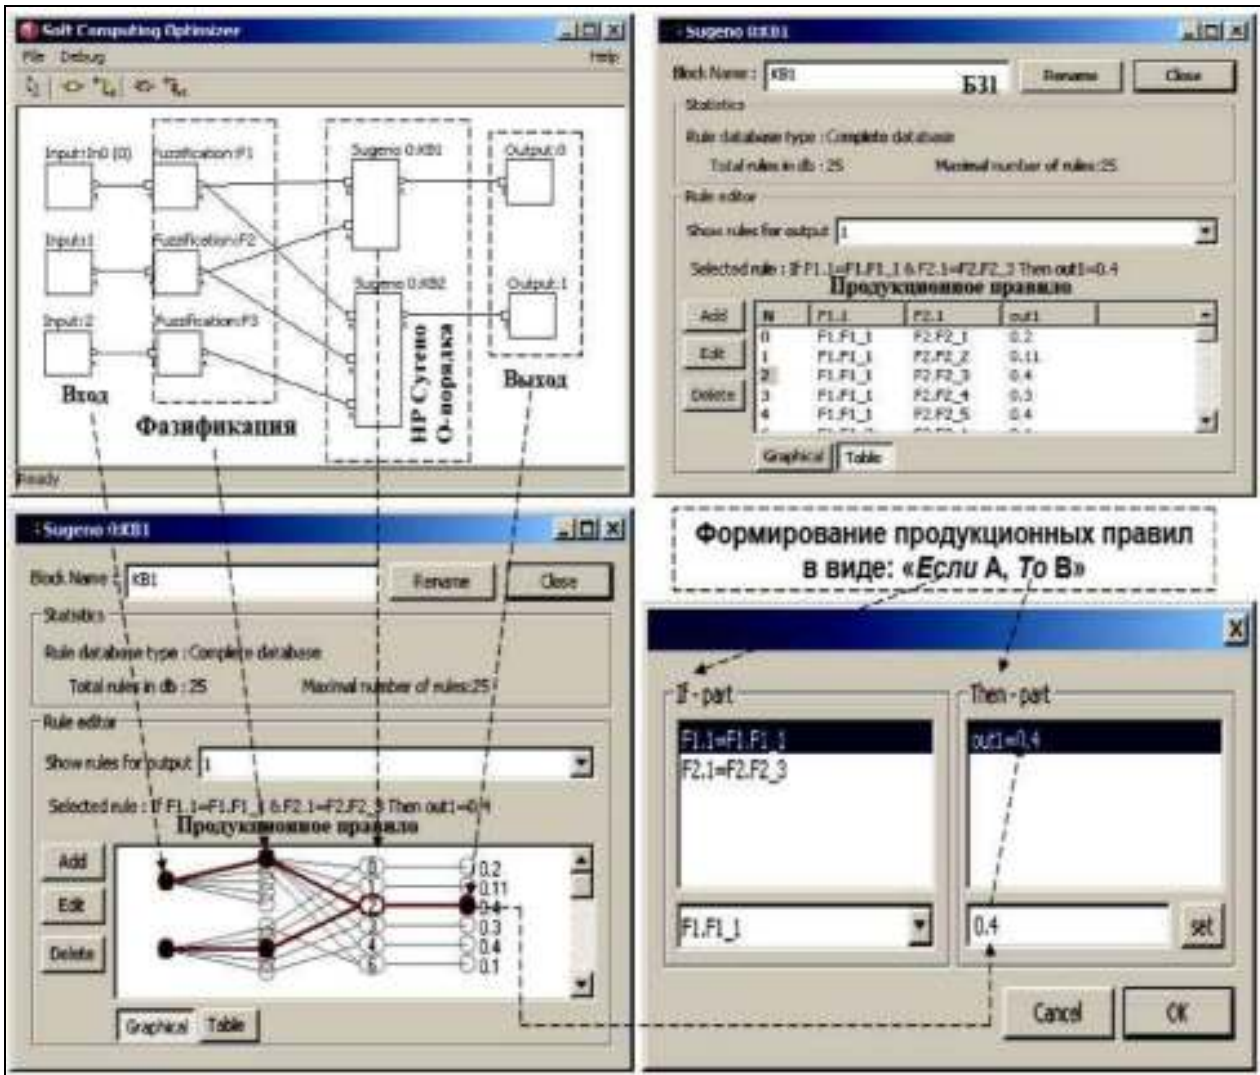 Soft Computing Optimizer
File Debug Help
Input:In0 (0)
Fuzzification:F1
Sugeno 0:KB1
Output:0
Input:1
Fuzzification:F2
Sugeno 0:KB2
Output:1
Input:2
Fuzzification:F3
Вход
Фазификация
НР Сугено
О-порядка
Выход
Ready
Sugeno 0:KB1
Block Name : KB1 БЗ1 Rename Close
Statistics
Rule database type : Complete database
Total rules in db : 25 Maximal number of rules:25
Rule editor
Show rules for output 1
Selected rule : If F1.1=F1.F1_1 & F2.1=F2.F2_3 Then out1=0.4
Продукционное правило
Add
Edit
Delete
N F1.1 F2.1 out1
0 F1.F1_1 F2.F2_1 0.2
1 F1.F1_1 F2.F2_2 0.11
2 F1.F1_1 F2.F2_3 0.4
3 F1.F1_1 F2.F2_4 0.3
4 F1.F1_1 F2.F2_5 0.4
Graphical Table
Sugeno 0:KB1
Block Name : KB1 Rename Close
Statistics
Rule database type : Complete database
Total rules in db : 25 Maximal number of rules:25
Rule editor
Show rules for output 1
Selected rule : If F1.1=F1.F1_1 & F2.1=F2.F2_3 Then out1=0.4
Продукционное правило
Add
Edit
Delete
0 0.2
1 0.11
2 0.4
3 0.3
4 0.4
6 0.1
Graphical Table
Формирование продукционных правил
в виде: «Если А, То В»
If - part
F1.1=F1.F1_1
F2.1=F2.F2_3
F1.F1_1
Then - part
out1=0.4
0.4 set
Cancel OK